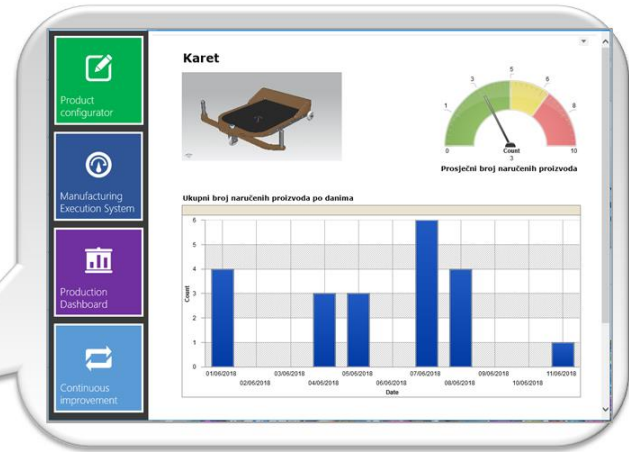 Product
configurator
Manufacturing
Execution System
Production
Dashboard
Continuous
improvement
Karet
0
1
3
5
6
8
10
Count
3
Prosječni broj naručenih proizvoda
Ukupni broj naručenih proizvoda po danima
Count
6
5
4
3
2
1
0
01/06/2018
02/06/2018
03/06/2018
04/06/2018
05/06/2018
06/06/2018
07/06/2018
08/06/2018
09/06/2018
10/06/2018
11/06/2018
Date